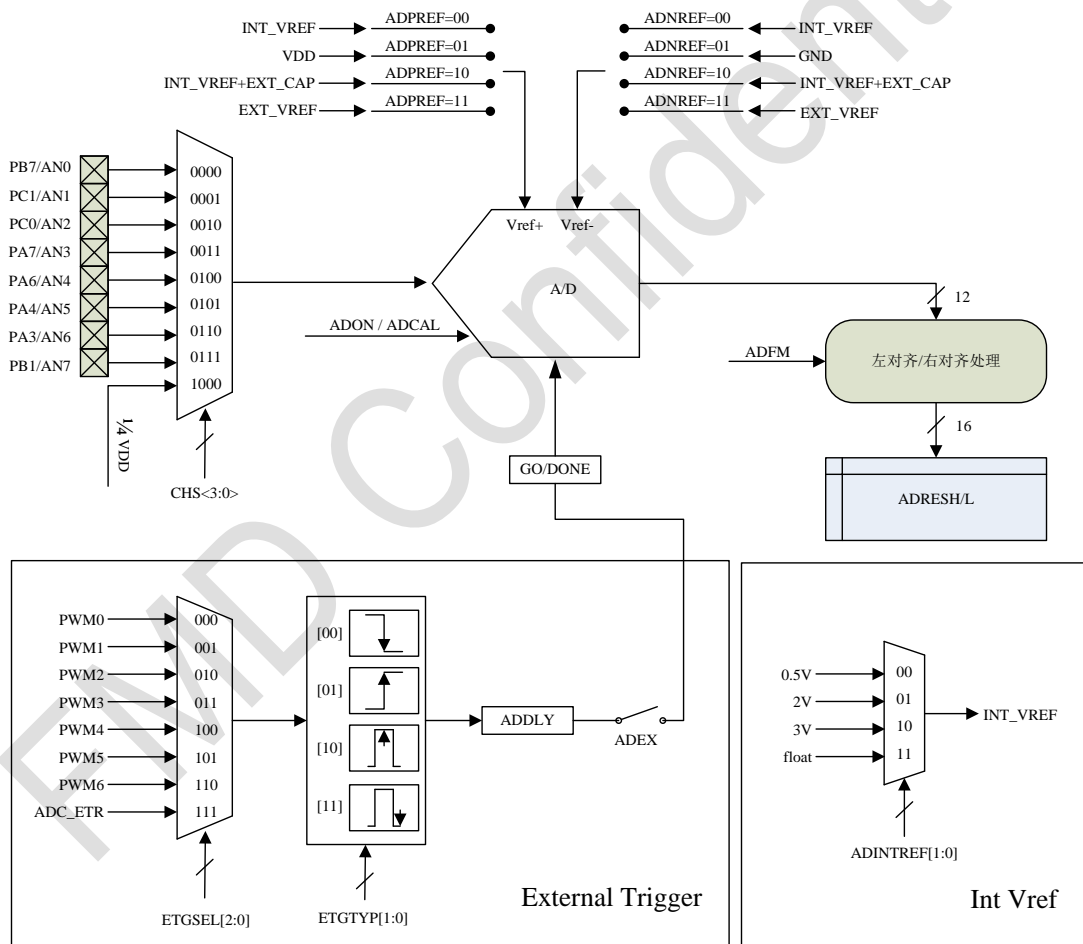 INT_VREF
ADPREF=00
ADNREF=00
INT_VREF
VDD
ADPREF=01
ADNREF=01
GND
INT_VREF+EXT_CAP
ADPREF=10
ADNREF=10
INT_VREF+EXT_CAP
EXT_VREF
ADPREF=11
ADNREF=11
EXT_VREF
PB7/AN0
0000
PC1/AN1
0001
PC0/AN2
0010
PA7/AN3
0011
PA6/AN4
0100
PA4/AN5
0101
PA3/AN6
0110
PB1/AN7
0111
1000
¼ VDD
CHS<3:0>
Vref+
Vref-
A/D
ADON / ADCAL
12
ADFM
左对齐/右对齐处理
16
GO/DONE
ADRESH/L
PWM0
000
PWM1
001
PWM2
010
PWM3
011
PWM4
100
PWM5
101
PWM6
110
ADC_ETR
111
ETGSEL[2:0]
[00]
[01]
[10]
[11]
ETGTYP[1:0]
ADDLY
ADEX
External Trigger
0.5V
00
2V
01
3V
10
float
11
INT_VREF
ADINTREF[1:0]
Int Vref
FMD Confident